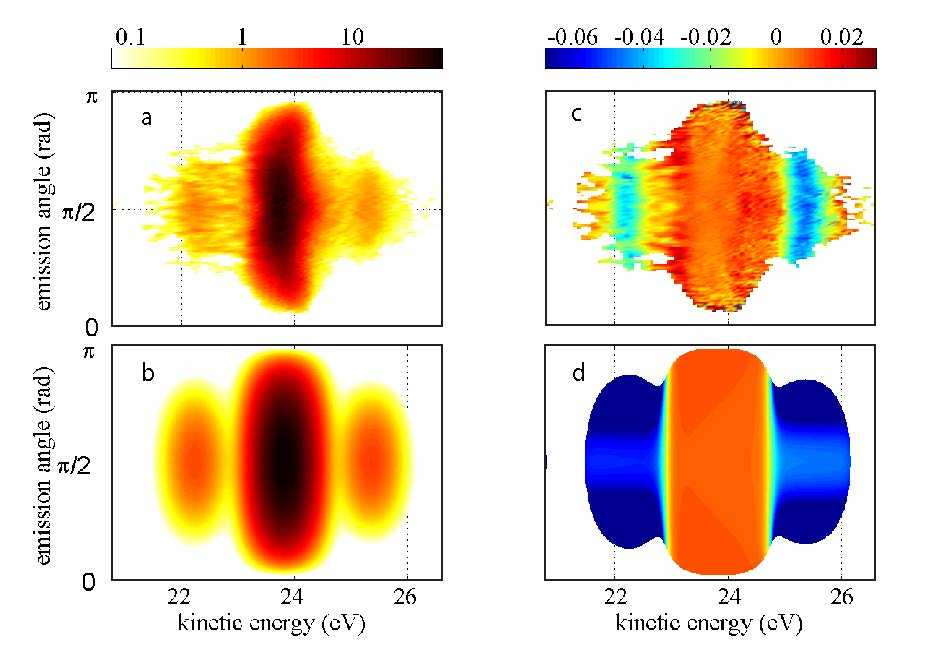 0.1 1 10
-0.06 -0.04 -0.02 0 0.02
π
a
emission angle (rad)
π/2
0
c
π
b
emission angle (rad)
π/2
0
22 24 26
kinetic energy (eV)
d
22 24 26
kinetic energy (eV)